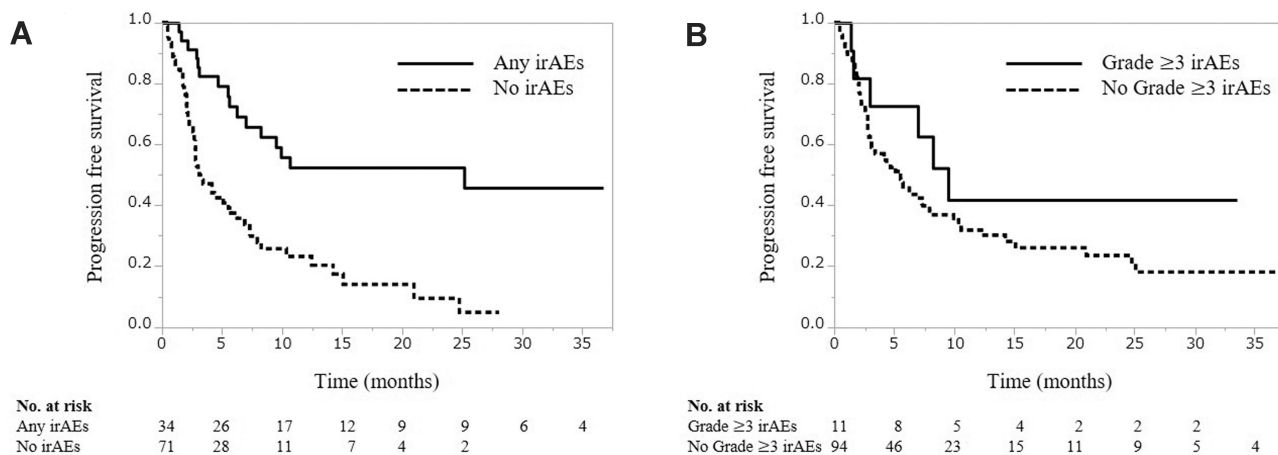 A
Progression free survival
1.0
0.8
0.6
0.4
0.2
0.0
Any irAEs
No irAEs
0 5 10 15 20 25 30 35
Time (months)
No. at risk
Any irAEs 34 26 17 12 9 9 6 4
No irAEs 71 28 11 7 4 2
B
Progression free survival
1.0
0.8
0.6
0.4
0.2
0.0
Grade ≥3 irAEs
No Grade ≥3 irAEs
0 5 10 15 20 25 30 35
Time (months)
No. at risk
Grade ≥3 irAEs 11 8 5 4 2 2 2
No Grade ≥3 irAEs 94 46 23 15 11 9 5 4